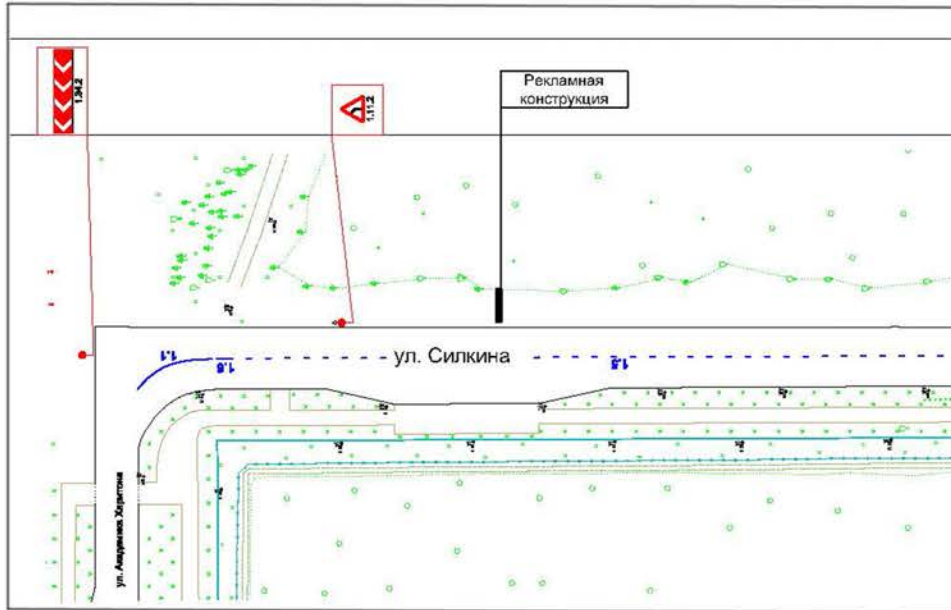 1.34.2
1.11.2
Рекламная
конструкция
ул. Силкина
1.1
1.6
1.5
ул. Академика Харитона